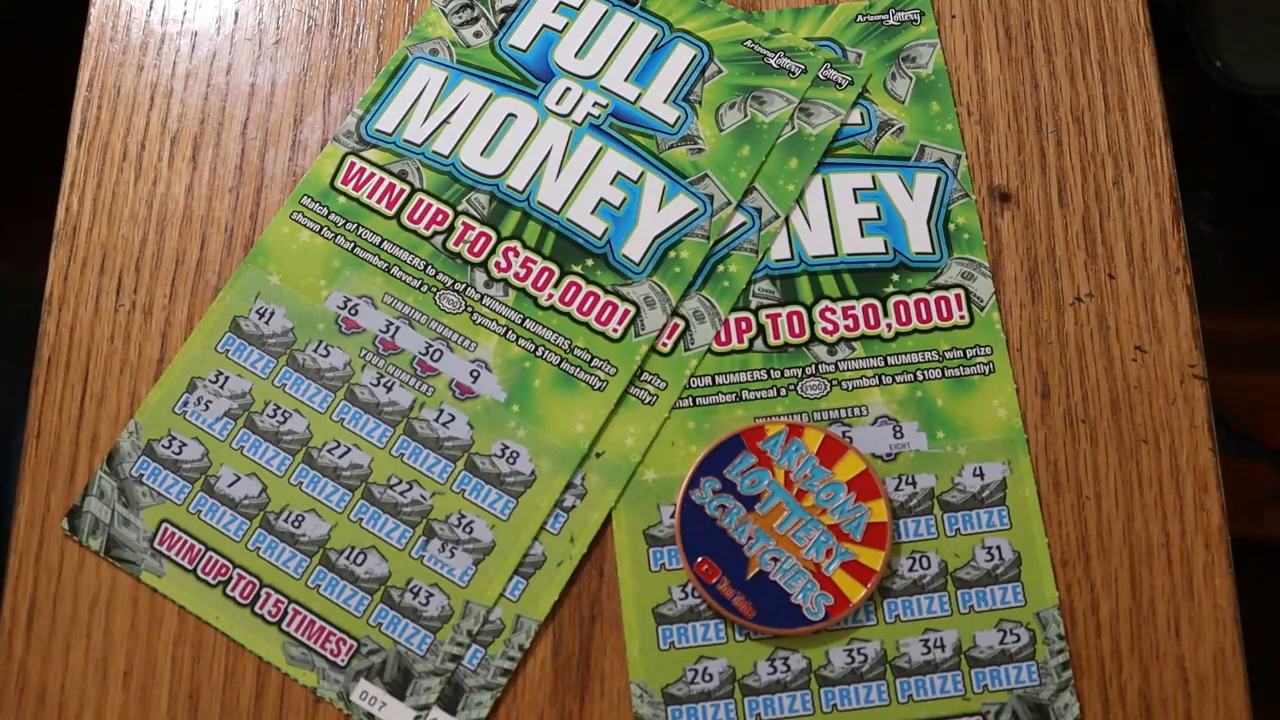 Arizona Lottery
FULL
OF
MONEY
WIN UP TO $50,000!
Match any of YOUR NUMBERS to any of the WINNING NUMBERS, win prize
shown for that number. Reveal a " $100 " symbol to win $100 instantly!
WINNING NUMBERS
36 31 30 9
YOUR NUMBERS
41 15 34 12 38
PRIZE PRIZE PRIZE PRIZE PRIZE
31 39 27 22 36
$5 PRIZE PRIZE PRIZE $5
33 7 18 10 43
PRIZE PRIZE PRIZE PRIZE PRIZE
WIN UP TO 15 TIMES!
007
Lottery
!
prize
antly!
Arizona Lottery
NEY
UP TO $50,000!
YOUR NUMBERS to any of the WINNING NUMBERS, win prize
that number. Reveal a " $100 " symbol to win $100 instantly!
WINNING NUMBERS
5 8
EIGHT
24 4
PRIZE PRIZE
20 31
PRIZE PRIZE PRIZE
26 33 35 34 25
PRIZE PRIZE PRIZE PRIZE PRIZE
ARIZONA
LOTTERY
SCRATCHERS
YouTube